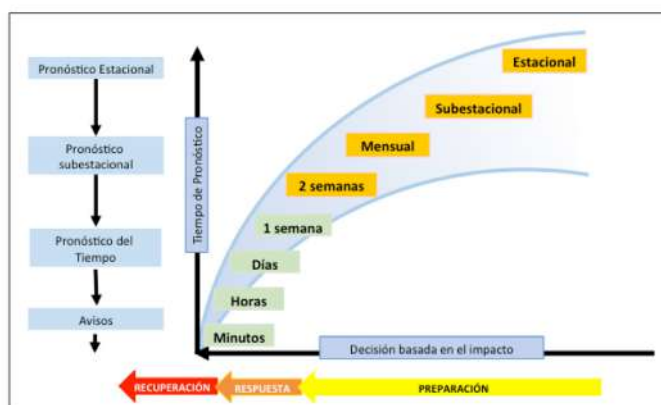 Pronóstico Estacional
Pronóstico
subestacional
Pronóstico del
Tiempo
Avisos
Tiempo de Pronóstico
Estacional
Subestacional
Mensual
2 semanas
1 semana
Días
Horas
Minutos
Decisión basada en el impacto
RECUPERACIÓN
RESPUESTA
PREPARACIÓN